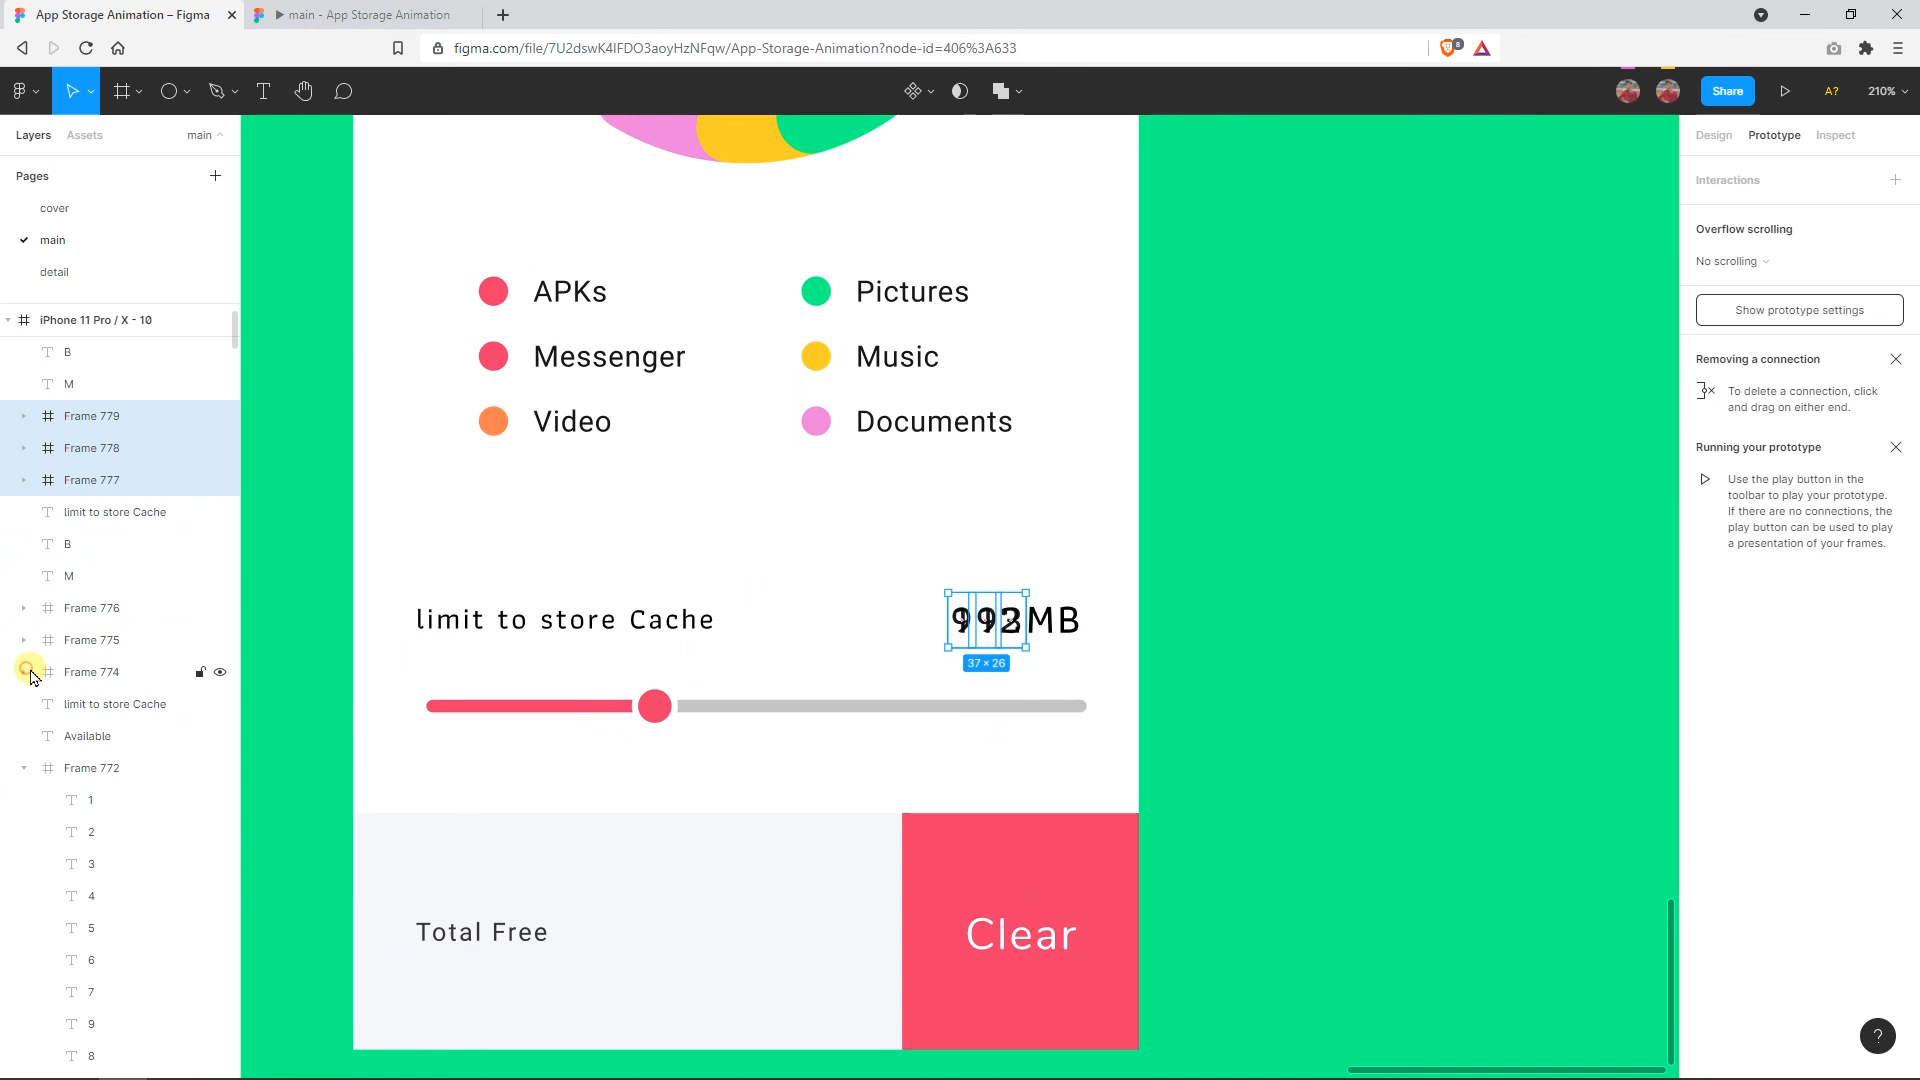 App Storage Animation – Figma
main - App Storage Animation
figma.com/file/7U2dswK4IFDO3aoyHzNFqw/App-Storage-Animation?node-id=406%3A633
8
Share
A?
210%
Layers
Assets
main
Pages
cover
main
detail
iPhone 11 Pro / X - 10
B
M
Frame 779
Frame 778
Frame 777
limit to store Cache
B
M
Frame 776
Frame 775
Frame 774
limit to store Cache
Available
Frame 772
1
2
3
4
5
6
7
9
8
APKs
Pictures
Messenger
Music
Video
Documents
limit to store Cache
MB
37 × 26
Total Free
Clear
Design
Prototype
Inspect
Interactions
Overflow scrolling
No scrolling
Show prototype settings
Removing a connection
To delete a connection, click
and drag on either end.
Running your prototype
Use the play button in the
toolbar to play your prototype.
If there are no connections, the
play button can be used to play
a presentation of your frames.
?